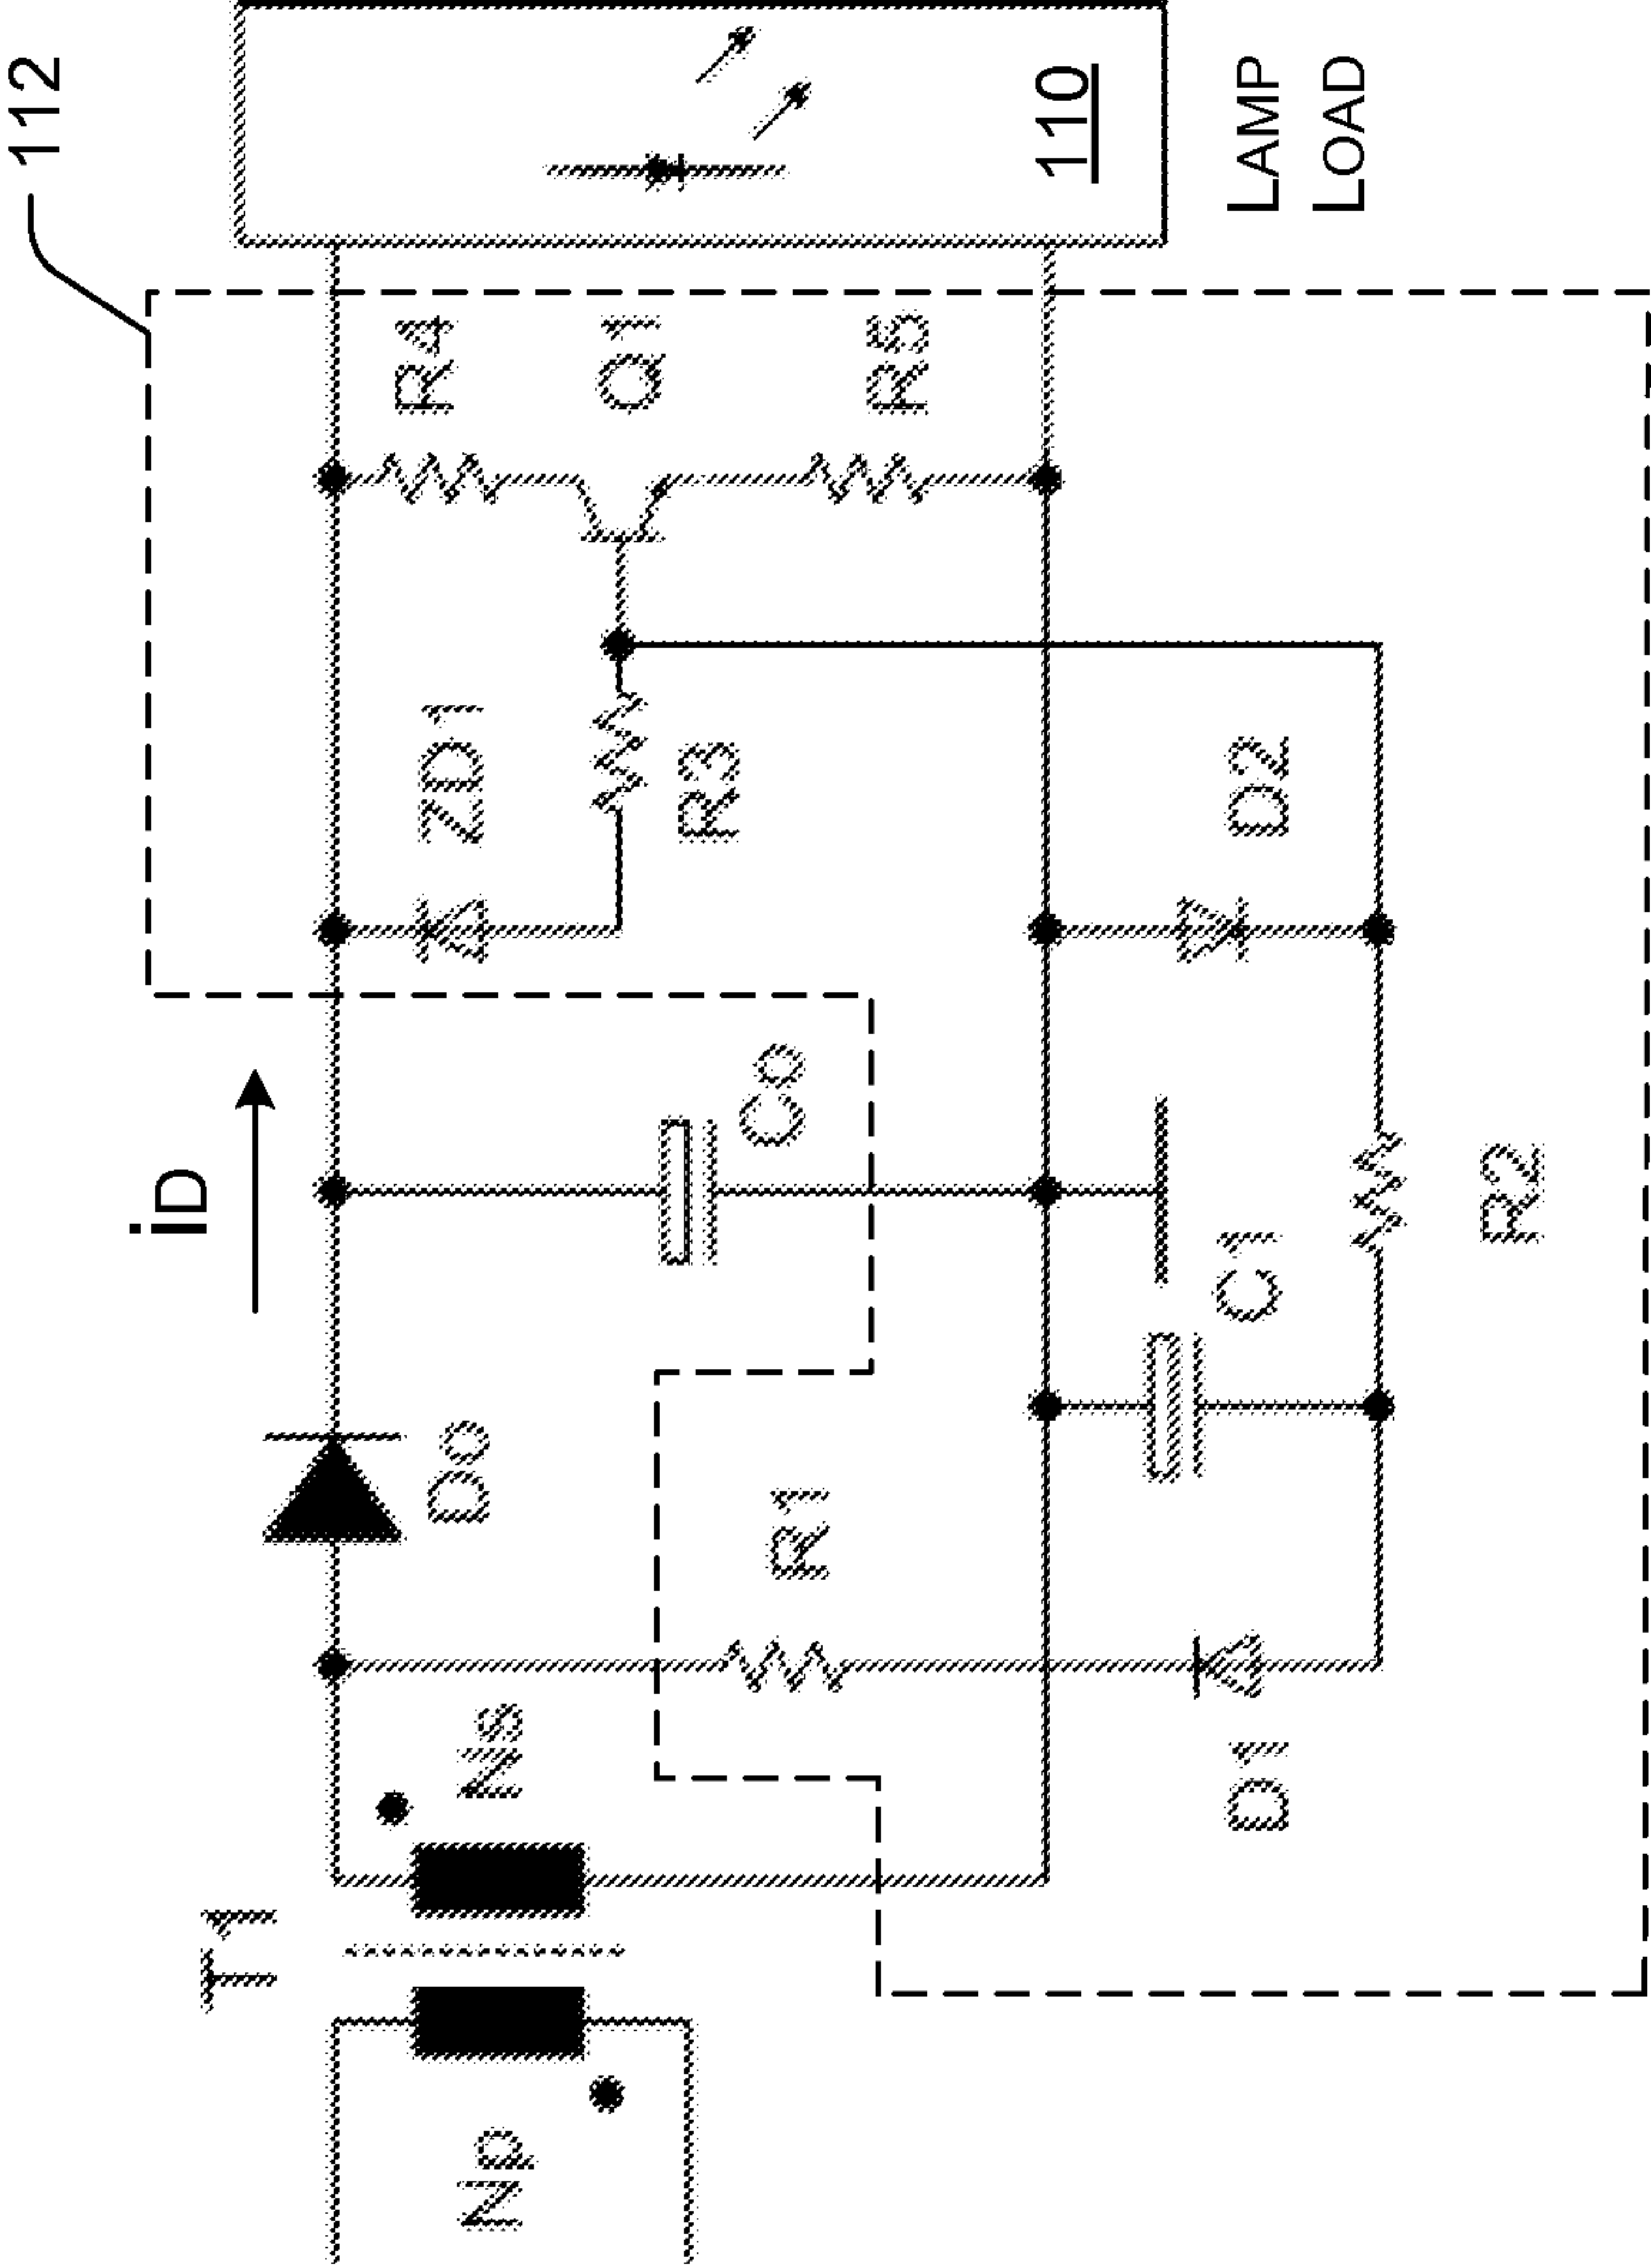 112
iD
T1
Np
Ns
Do
Co
ZD1
R4
Q1
R3
R5
R1
C1
D1
D2
R2
110
LAMP
LOAD